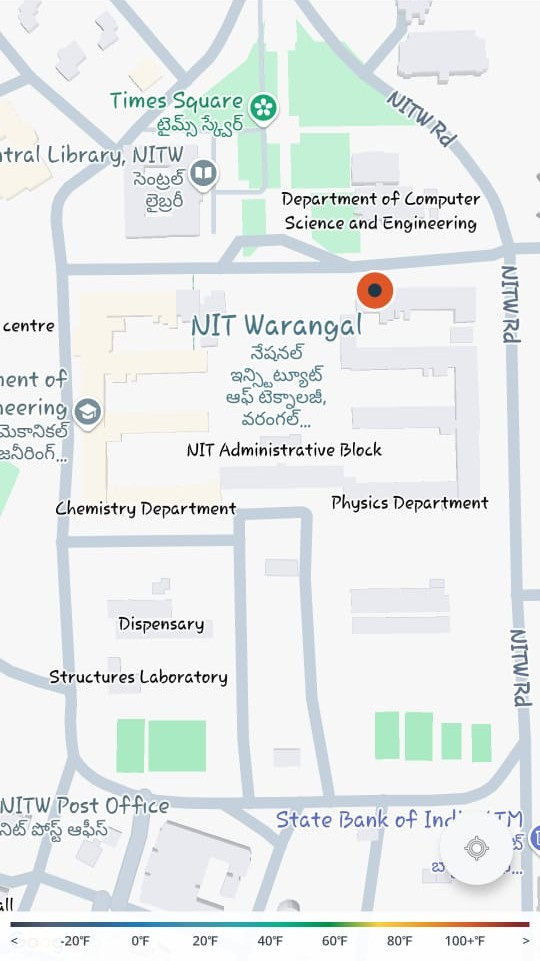 Times Square
టైమ్స్ స్క్వేర్
NITW Rd
ntral Library, NITW
సెంట్రల్
లైబ్రరీ
Department of Computer
Science and Engineering
NITW Rd
NIT Warangal
నేషనల్
ఇన్స్టిట్యూట్
ఆఫ్ టెక్నాలజీ,
వరంగల్...
centre
ment of
neering
మెకానికల్
జనీరింగ్...
NIT Administrative Block
Chemistry Department
Physics Department
Dispensary
NITW Rd
Structures Laboratory
NITW Post Office
నిట్ పోస్ట్ ఆఫీస్
State Bank of Indi
TM
all
< -20°F 0°F 20°F 40°F 60°F 80°F 100+°F >